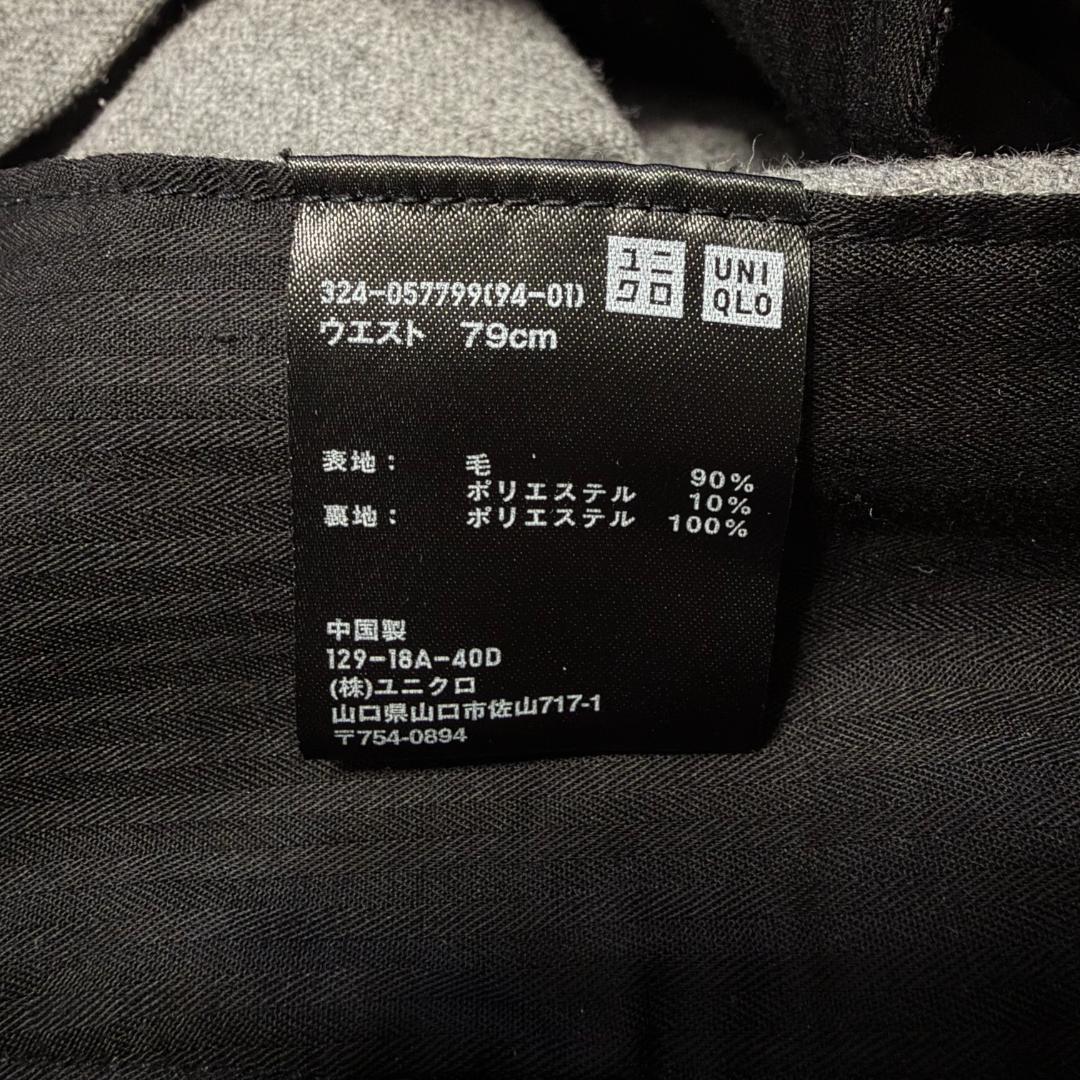 ユニクロ UNIQLO
324-057799(94-01)
ウエスト 79cm
表地： 毛 90%
ポリエステル 10%
裏地： ポリエステル 100%
中国製
129-18A-40D
(株)ユニクロ
山口県山口市佐山717-1
〒754-0894